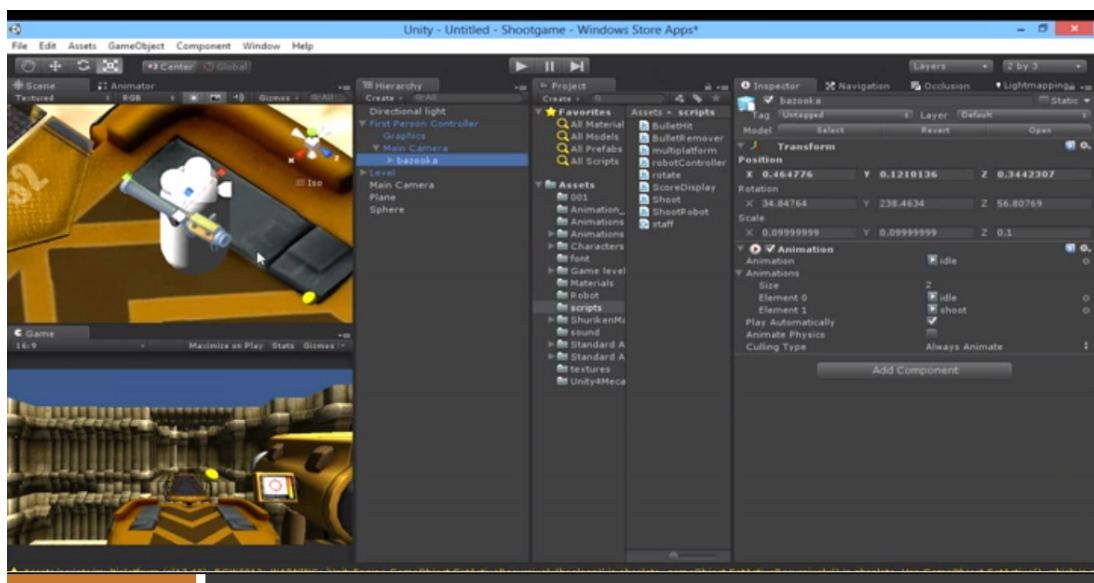 Unity - Untitled - Shootgame - Windows Store Apps*
File Edit Assets GameObject Component Window Help
Center Global
Layers
2 by 3
Scene
Animator
Textured
RGB
Gizmos
All
Iso
Game
16:9
Maximize on Play Stats Gizmos
Hierarchy
Create
All
Directional light
First Person Controller
Graphics
Main Camera
bazooka
Level
Main Camera
Plane
Sphere
Project
Create
Favorites
All Material
All Models
All Prefabs
All Scripts
Assets
001
Animation_
Animations
Animations
Characters
font
Game level
Materials
Robot
scripts
ShurikenMa
sound
Standard A
Standard A
textures
Unity4Meca
Assets scripts
BulletHit
BulletRemover
multiplatform
robotController
rotate
ScoreDisplay
Shoot
ShootRobot
staff
Inspector Navigation Occlusion Lightmapping
bazooka Static
Tag Untagged Layer Default
Model Select Revert Open
Transform
Position
X 0.464776 Y 0.1210136 Z 0.3442307
Rotation
X 34.84764 Y 238.4634 Z 56.80769
Scale
X 0.09999999 Y 0.09999999 Z 0.1
Animation
Animation idle
Animations
Size 2
Element 0 idle
Element 1 shoot
Play Automatically
Animate Physics
Culling Type Always Animate
Add Component